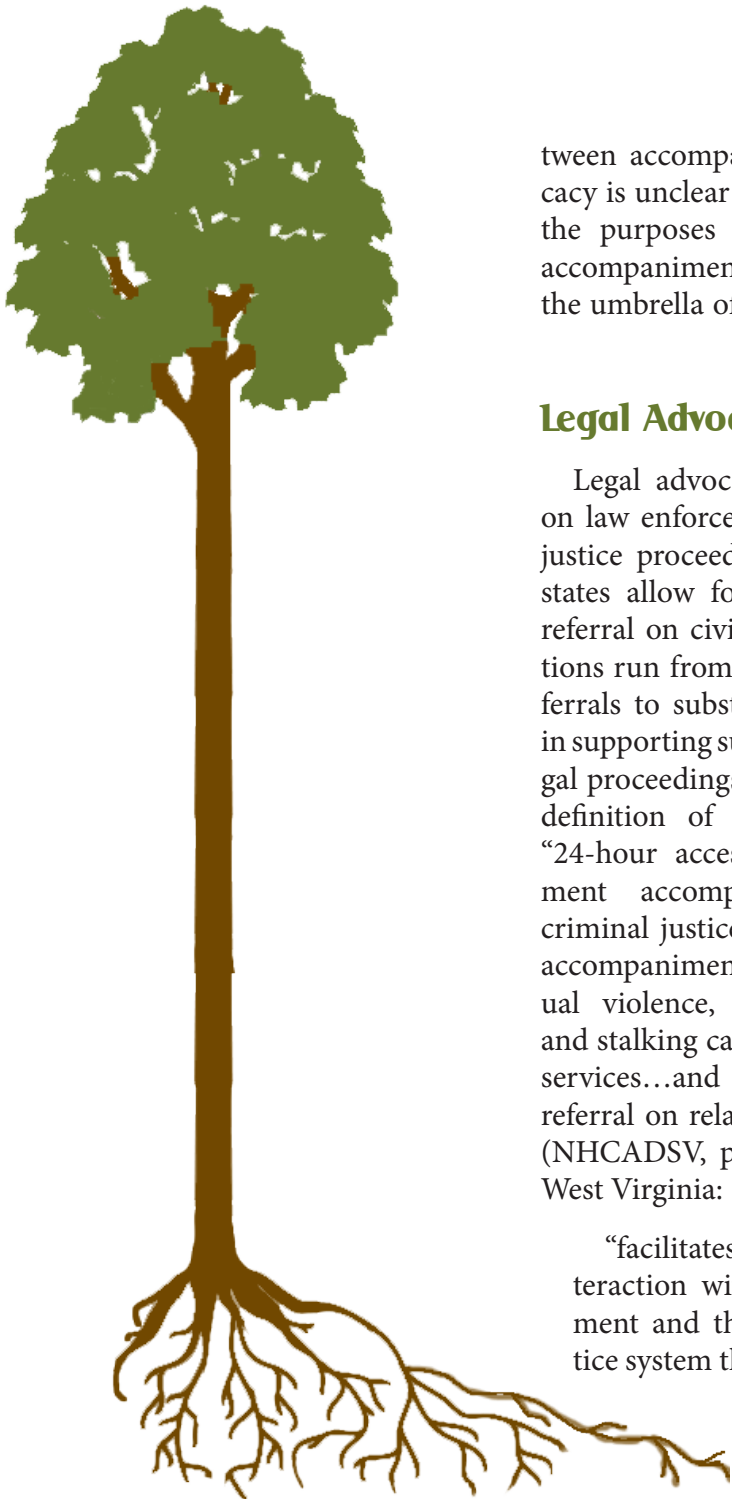 tween accompa
cacy is unclear
the purposes
accompanimen
the umbrella of
Legal Advoc
Legal advoc
on law enforce
justice proceed
states allow fo
referral on civi
tions run from
ferrals to subst
in supporting su
gal proceedings
definition of
“24-hour acces
ment accomp
criminal justice
accompanimen
ual violence,
and stalking ca
services…and
referral on rela
(NHCADSV, p
West Virginia:
“facilitates
teraction wi
ment and th
tice system th